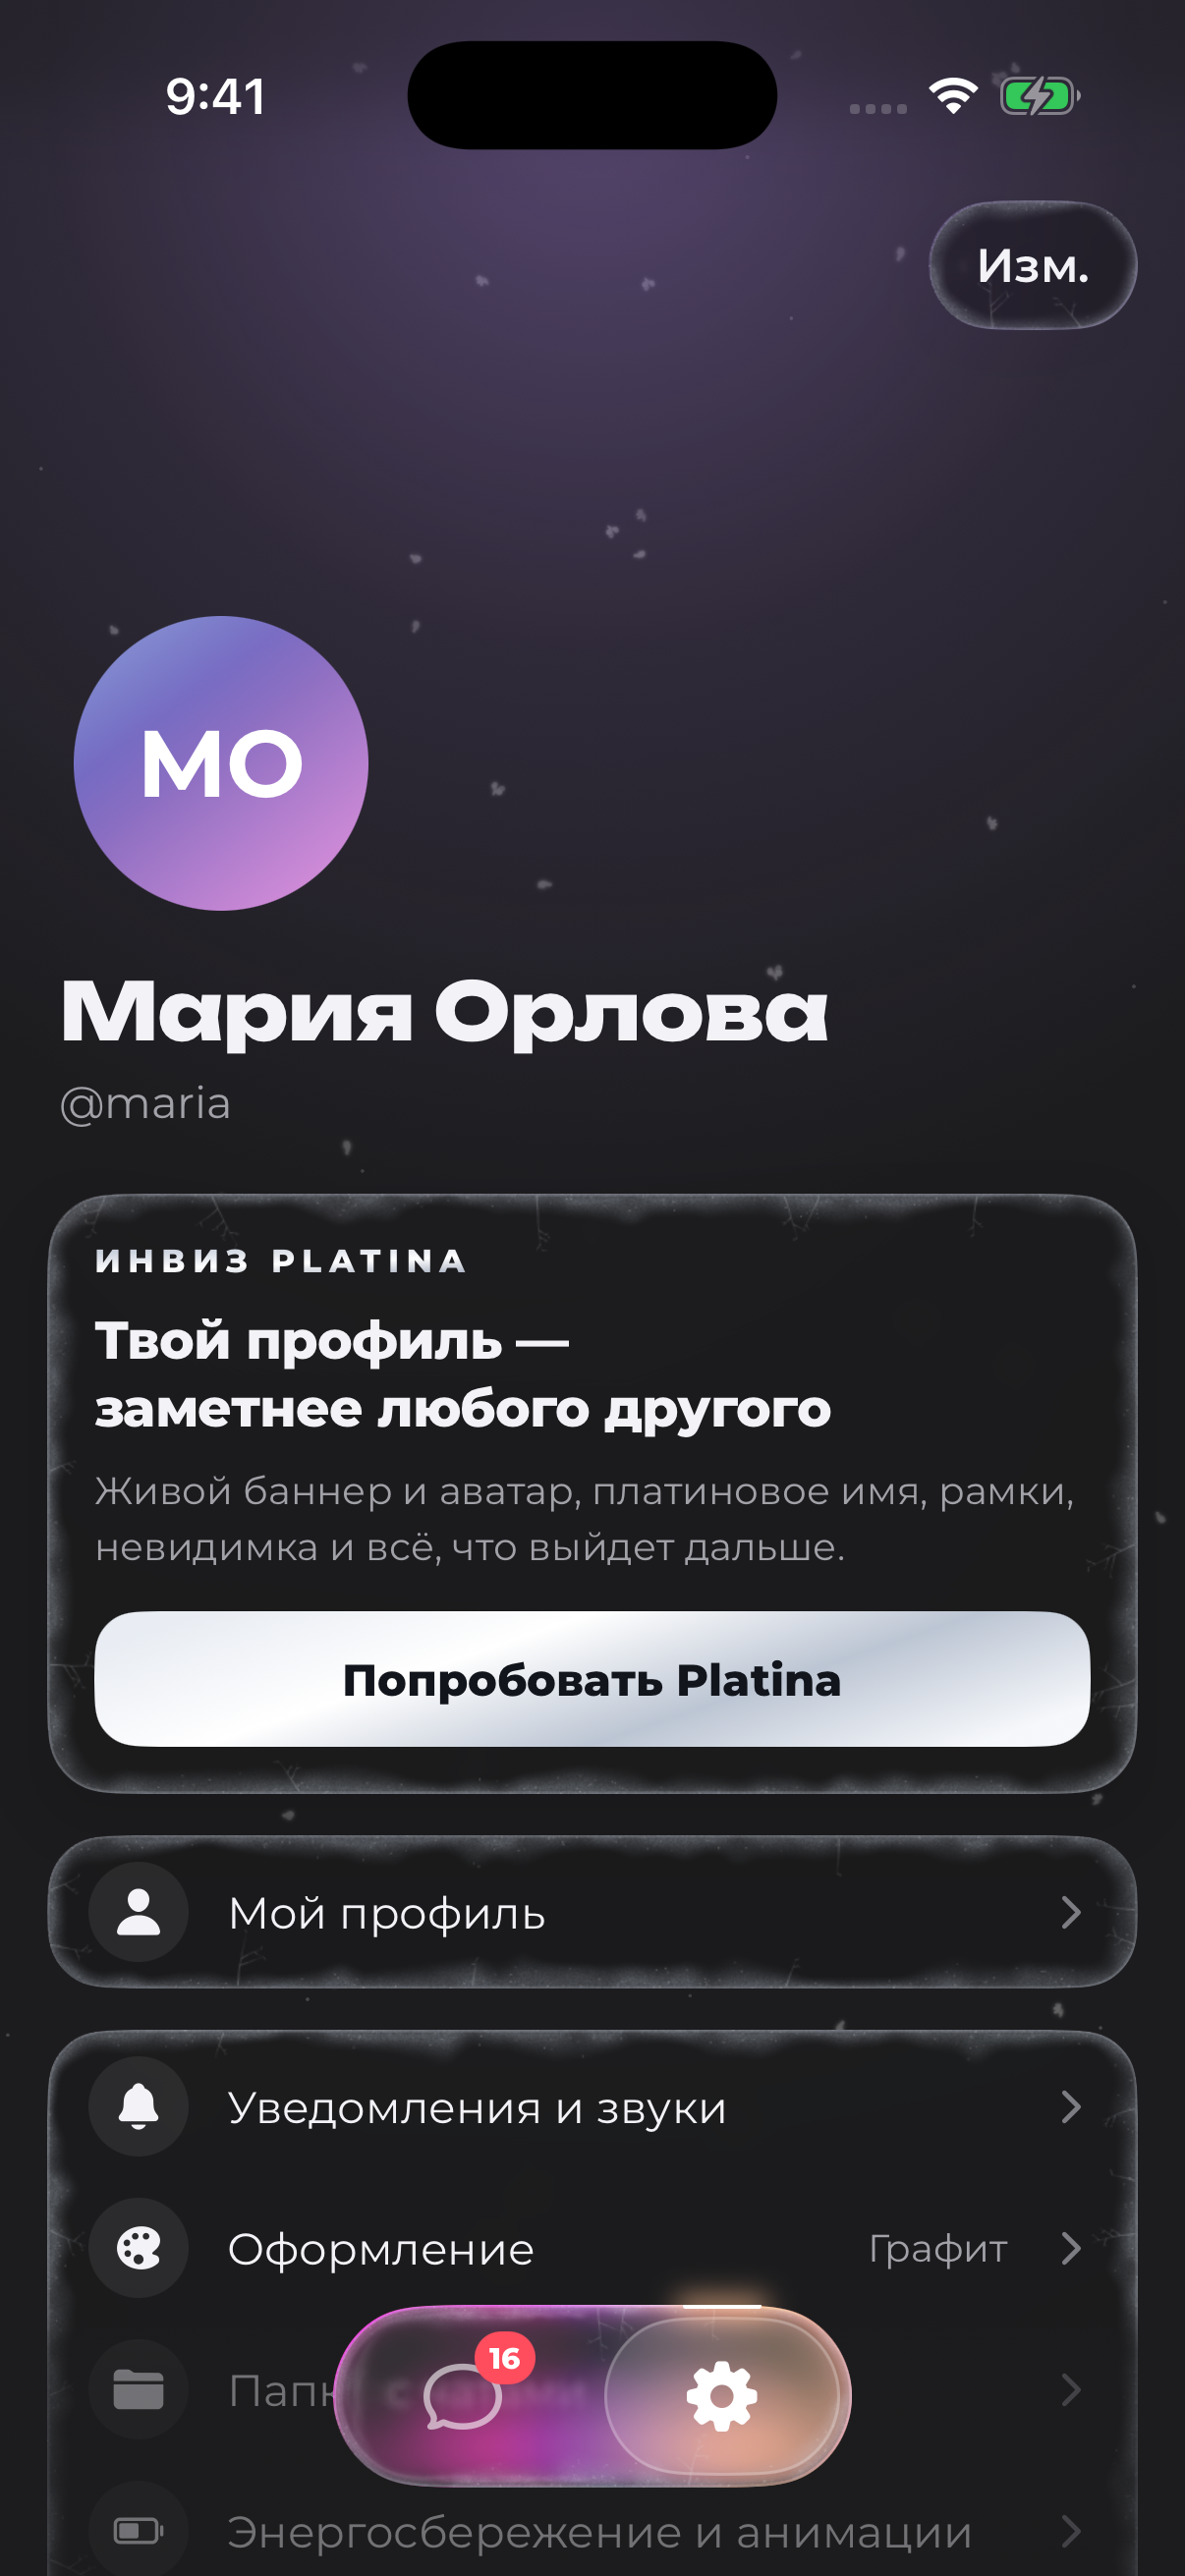 9:41
Изм.
МО
Мария Орлова
@maria
ИНВИЗ PLATINA
Твой профиль —
заметнее любого другого
Живой баннер и аватар, платиновое имя, рамки,
невидимка и всё, что выйдет дальше.
Попробовать Platina
Мой профиль
Уведомления и звуки
Оформление
Графит
16
Энергосбережение и анимации